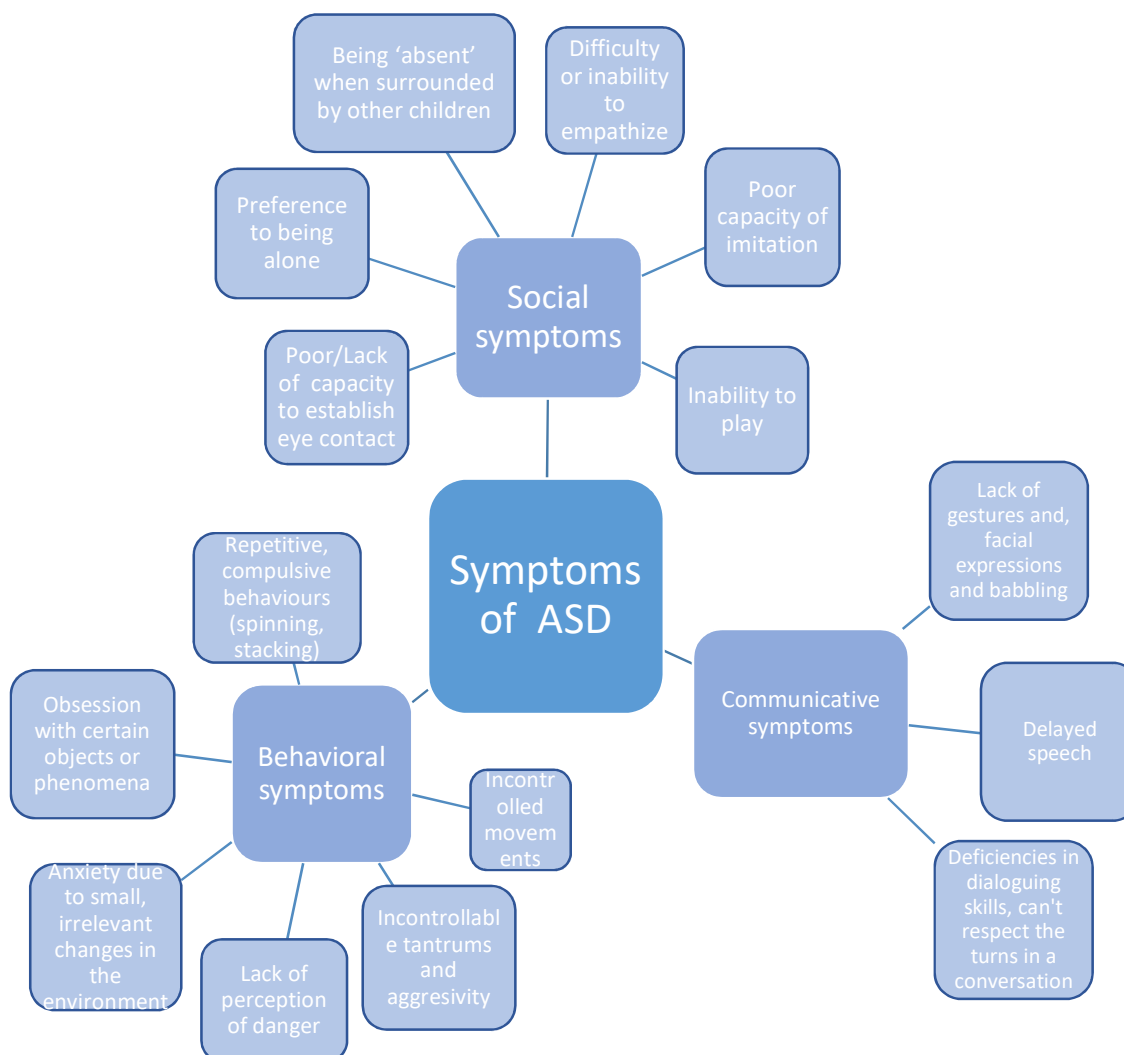 Being ‘absent’
when surrounded
by other children
Difficulty
or inability
to
empathize
Preference
to being
alone
Poor
capacity of
imitation
Social
symptoms
Poor/Lack
of capacity
to establish
eye contact
Inability to
play
Symptoms
of ASD
Lack of
gestures and,
facial
expressions
and babbling
Communicative
symptoms
Delayed
speech
Deficiencies in
dialoguing
skills, can't
respect the
turns in a
conversation
Repetitive,
compulsive
behaviours
(spinning,
stacking)
Obsession
with certain
objects or
phenomena
Behavioral
symptoms
Incontr
olled
movem
ents
Anxiety due
to small,
irrelevant
changes in
the
environment
Lack of
perception
of danger
Incontrollabl
e tantrums
and
aggresivity